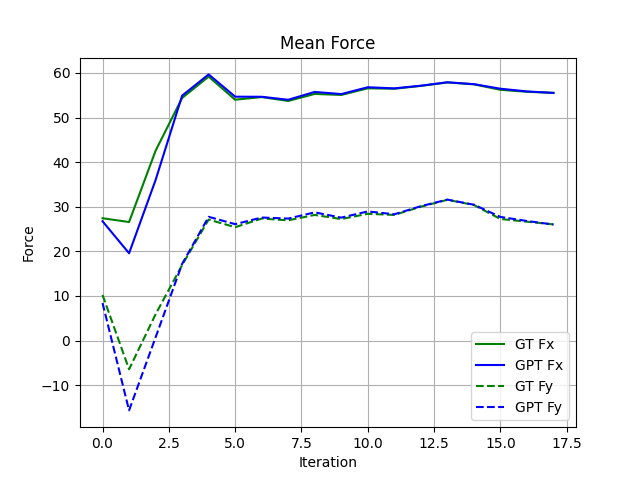 Mean Force
60
50
40
30
20
10
0
−10
Force
0.0 2.5 5.0 7.5 10.0 12.5 15.0 17.5
Iteration
GT Fx
GPT Fx
GT Fy
GPT Fy